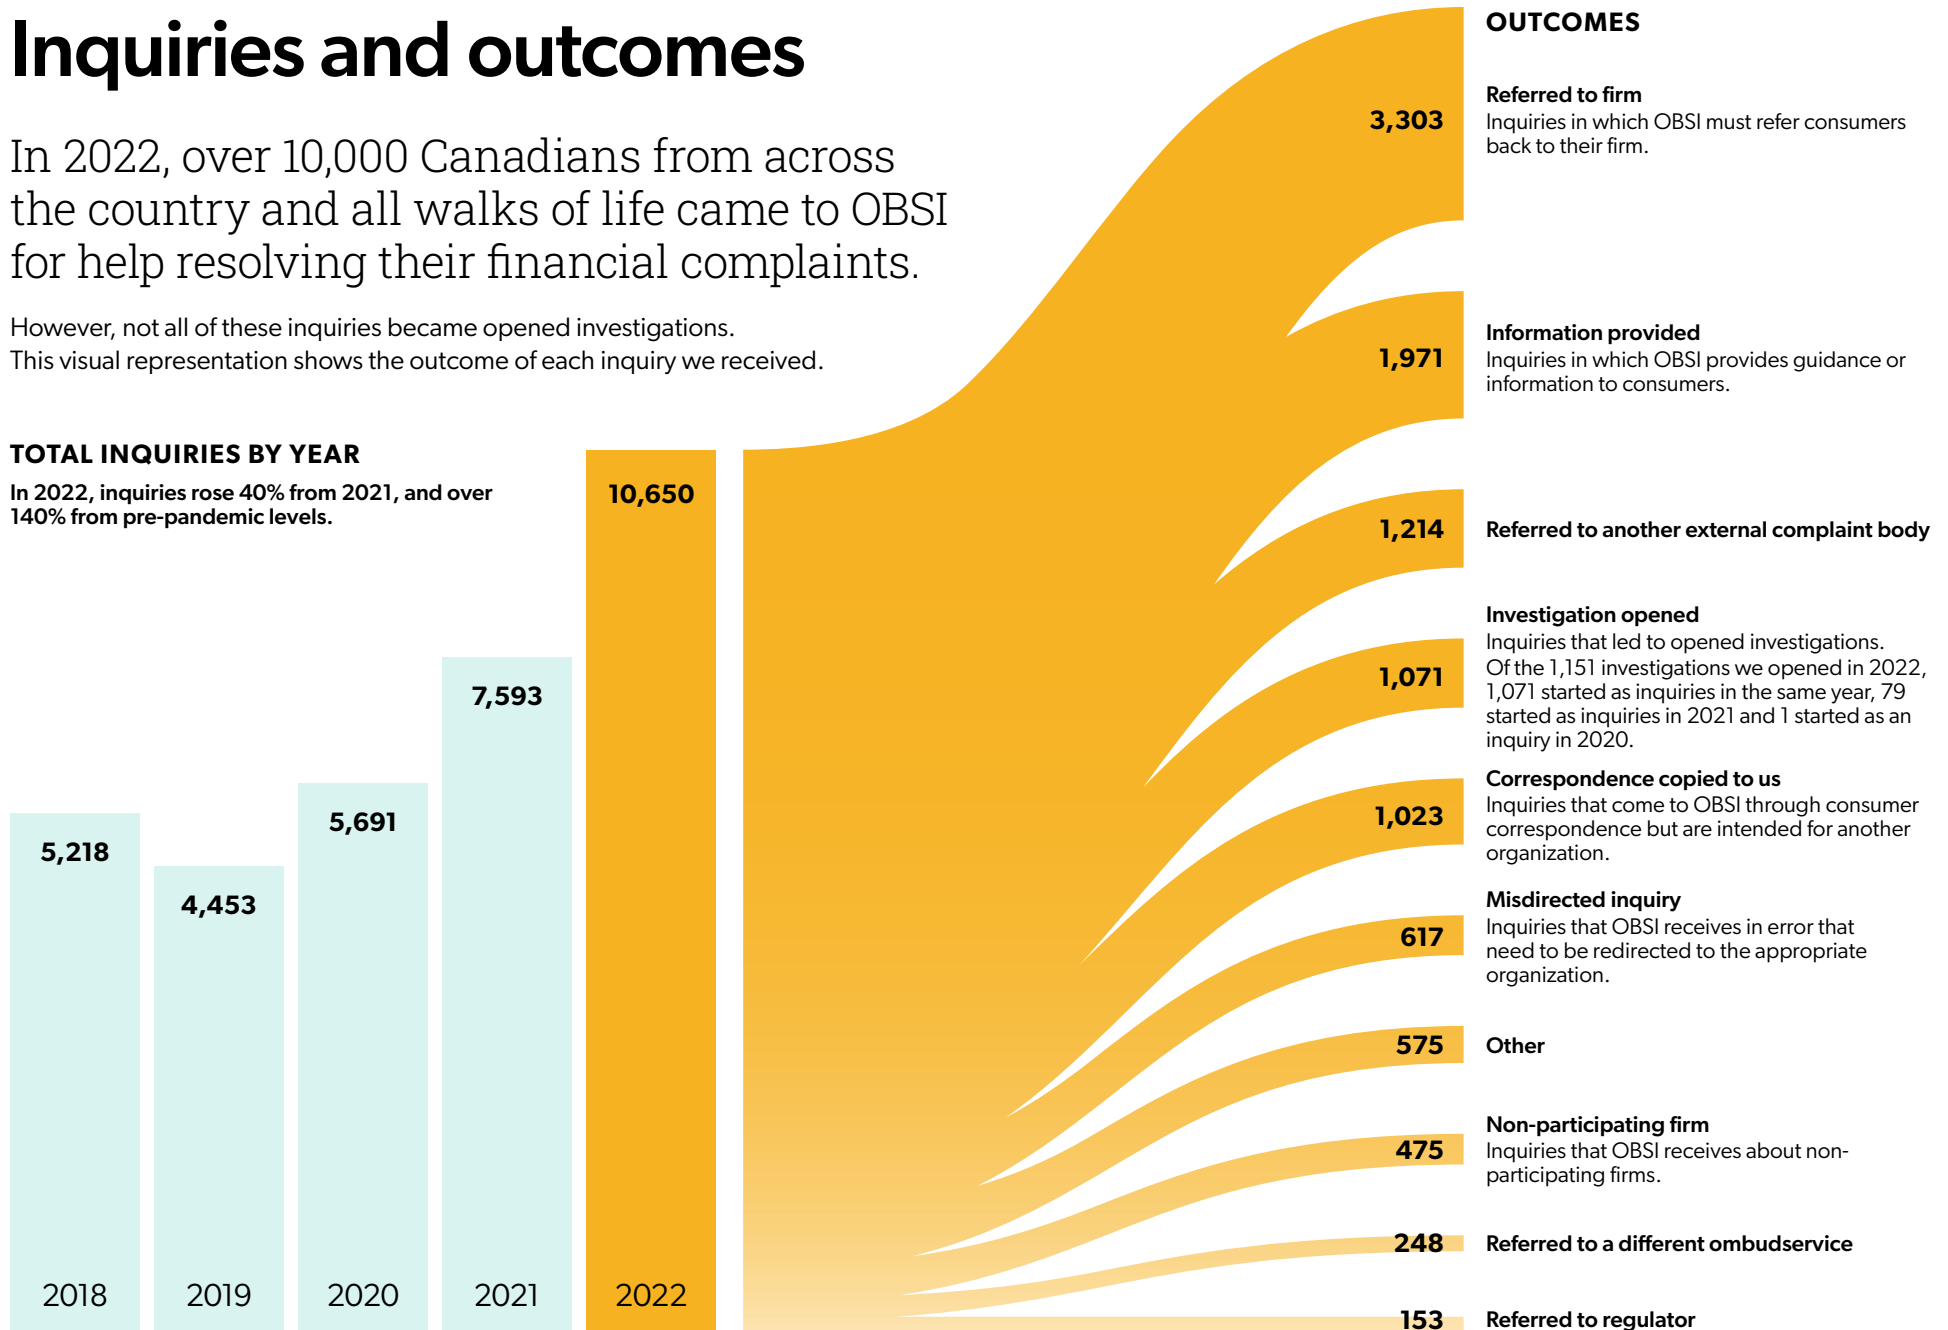 Inquiries and outcomes
In 2022, over 10,000 Canadians from across
the country and all walks of life came to OBSI
for help resolving their financial complaints.
However, not all of these inquiries became opened investigations.
This visual representation shows the outcome of each inquiry we received.
TOTAL INQUIRIES BY YEAR
In 2022, inquiries rose 40% from 2021, and over
140% from pre-pandemic levels.
5,218
4,453
5,691
7,593
10,650
2018
2019
2020
2021
2022
OUTCOMES
3,303
Referred to firm
Inquiries in which OBSI must refer consumers
back to their firm.
1,971
Information provided
Inquiries in which OBSI provides guidance or
information to consumers.
1,214
Referred to another external complaint body
1,071
Investigation opened
Inquiries that led to opened investigations.
Of the 1,151 investigations we opened in 2022,
1,071 started as inquiries in the same year, 79
started as inquiries in 2021 and 1 started as an
inquiry in 2020.
1,023
Correspondence copied to us
Inquiries that come to OBSI through consumer
correspondence but are intended for another
organization.
617
Misdirected inquiry
Inquiries that OBSI receives in error that
need to be redirected to the appropriate
organization.
575
Other
475
Non-participating firm
Inquiries that OBSI receives about non-
participating firms.
248
Referred to a different ombudservice
153
Referred to regulator